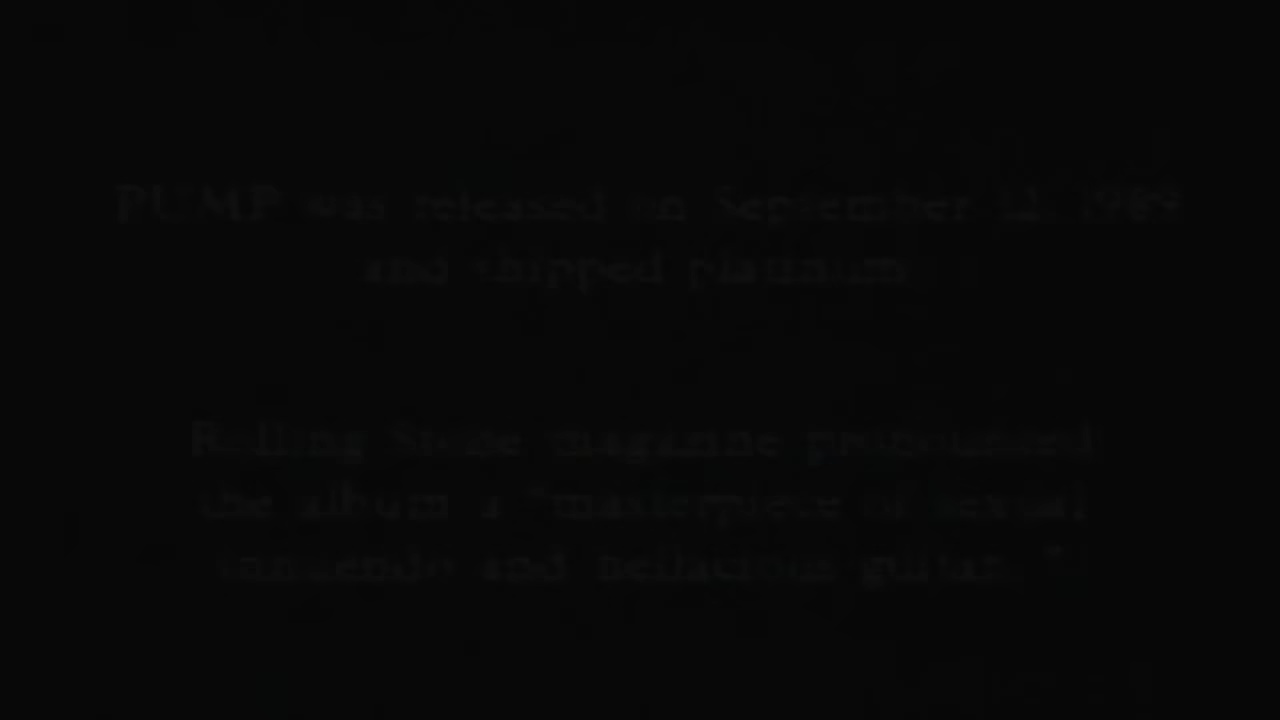 PUMP was released on September 12, 1989
and shipped platinum.
Rolling Stone magazine pronounced
the album a "masterpiece of sexual
innuendo and hellacious guitar."